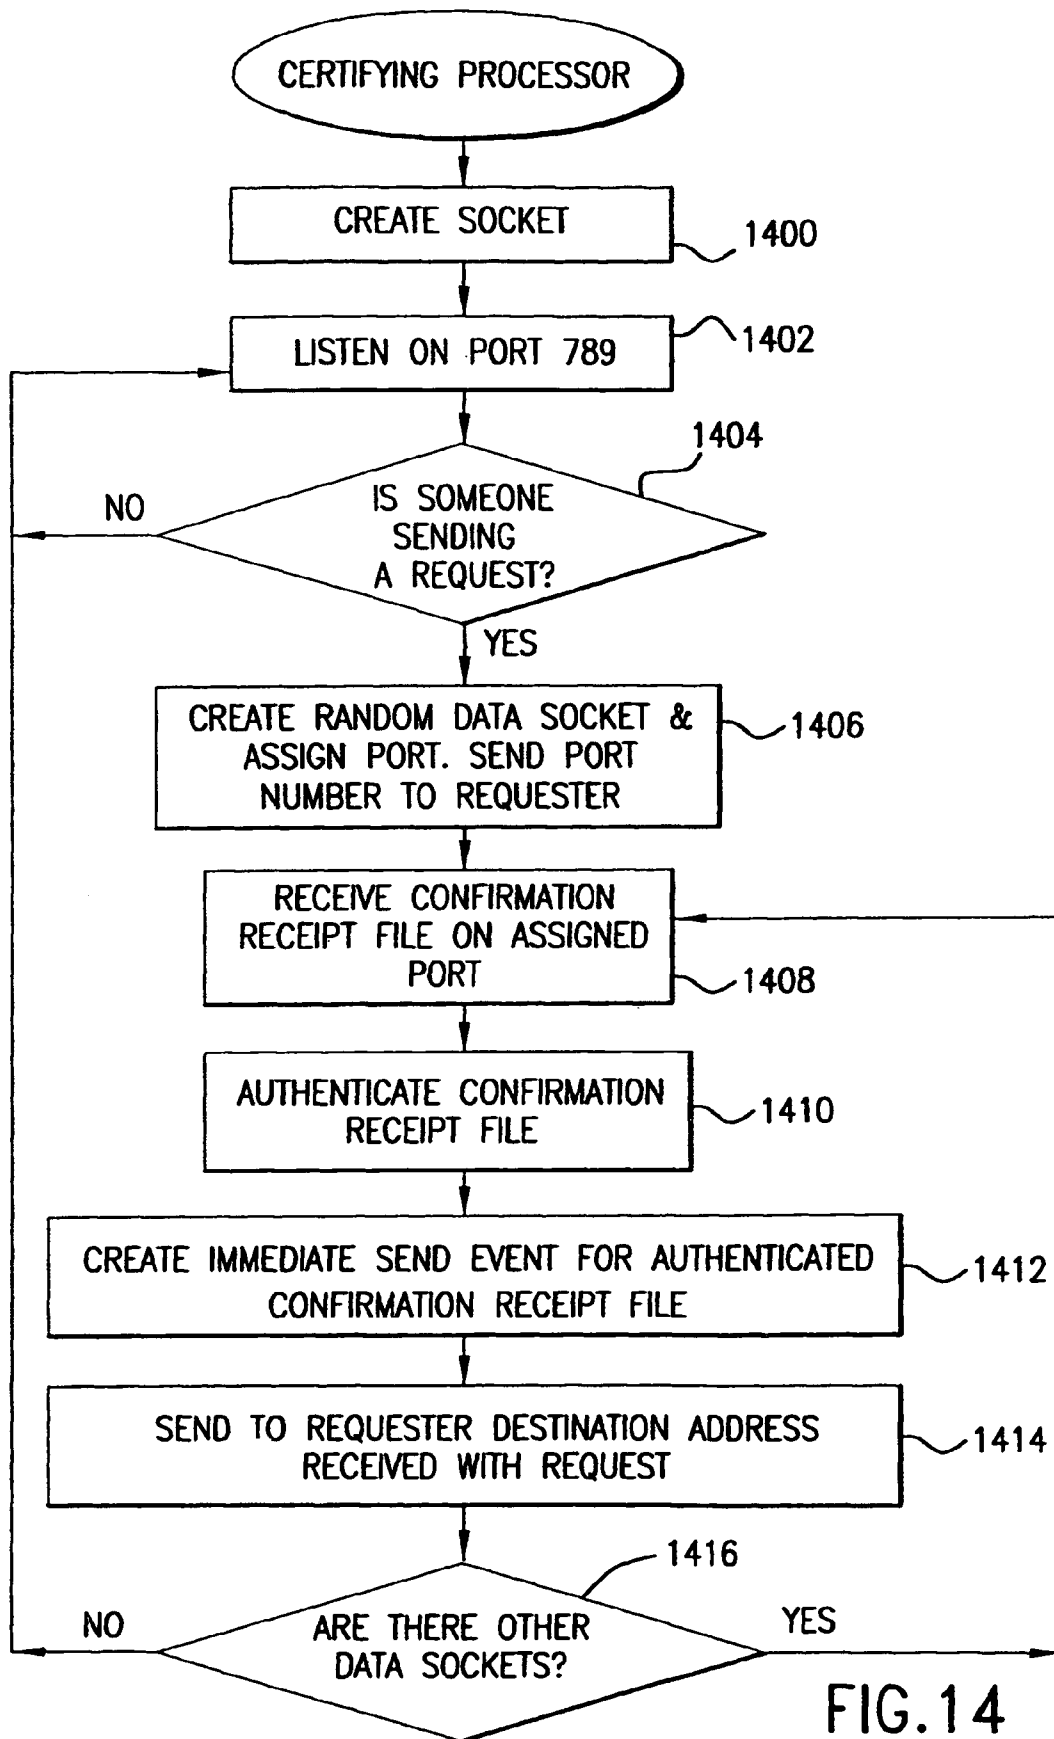 CERTIFYING PROCESSOR
CREATE SOCKET
1400
LISTEN ON PORT 789
1402
1404
IS SOMEONE
SENDING
A REQUEST?
NO
YES
CREATE RANDOM DATA SOCKET &
ASSIGN PORT. SEND PORT
NUMBER TO REQUESTER
1406
RECEIVE CONFIRMATION
RECEIPT FILE ON ASSIGNED
PORT
1408
AUTHENTICATE CONFIRMATION
RECEIPT FILE
1410
CREATE IMMEDIATE SEND EVENT FOR AUTHENTICATED
CONFIRMATION RECEIPT FILE
1412
SEND TO REQUESTER DESTINATION ADDRESS
RECEIVED WITH REQUEST
1414
1416
ARE THERE OTHER
DATA SOCKETS?
NO
YES
FIG.14